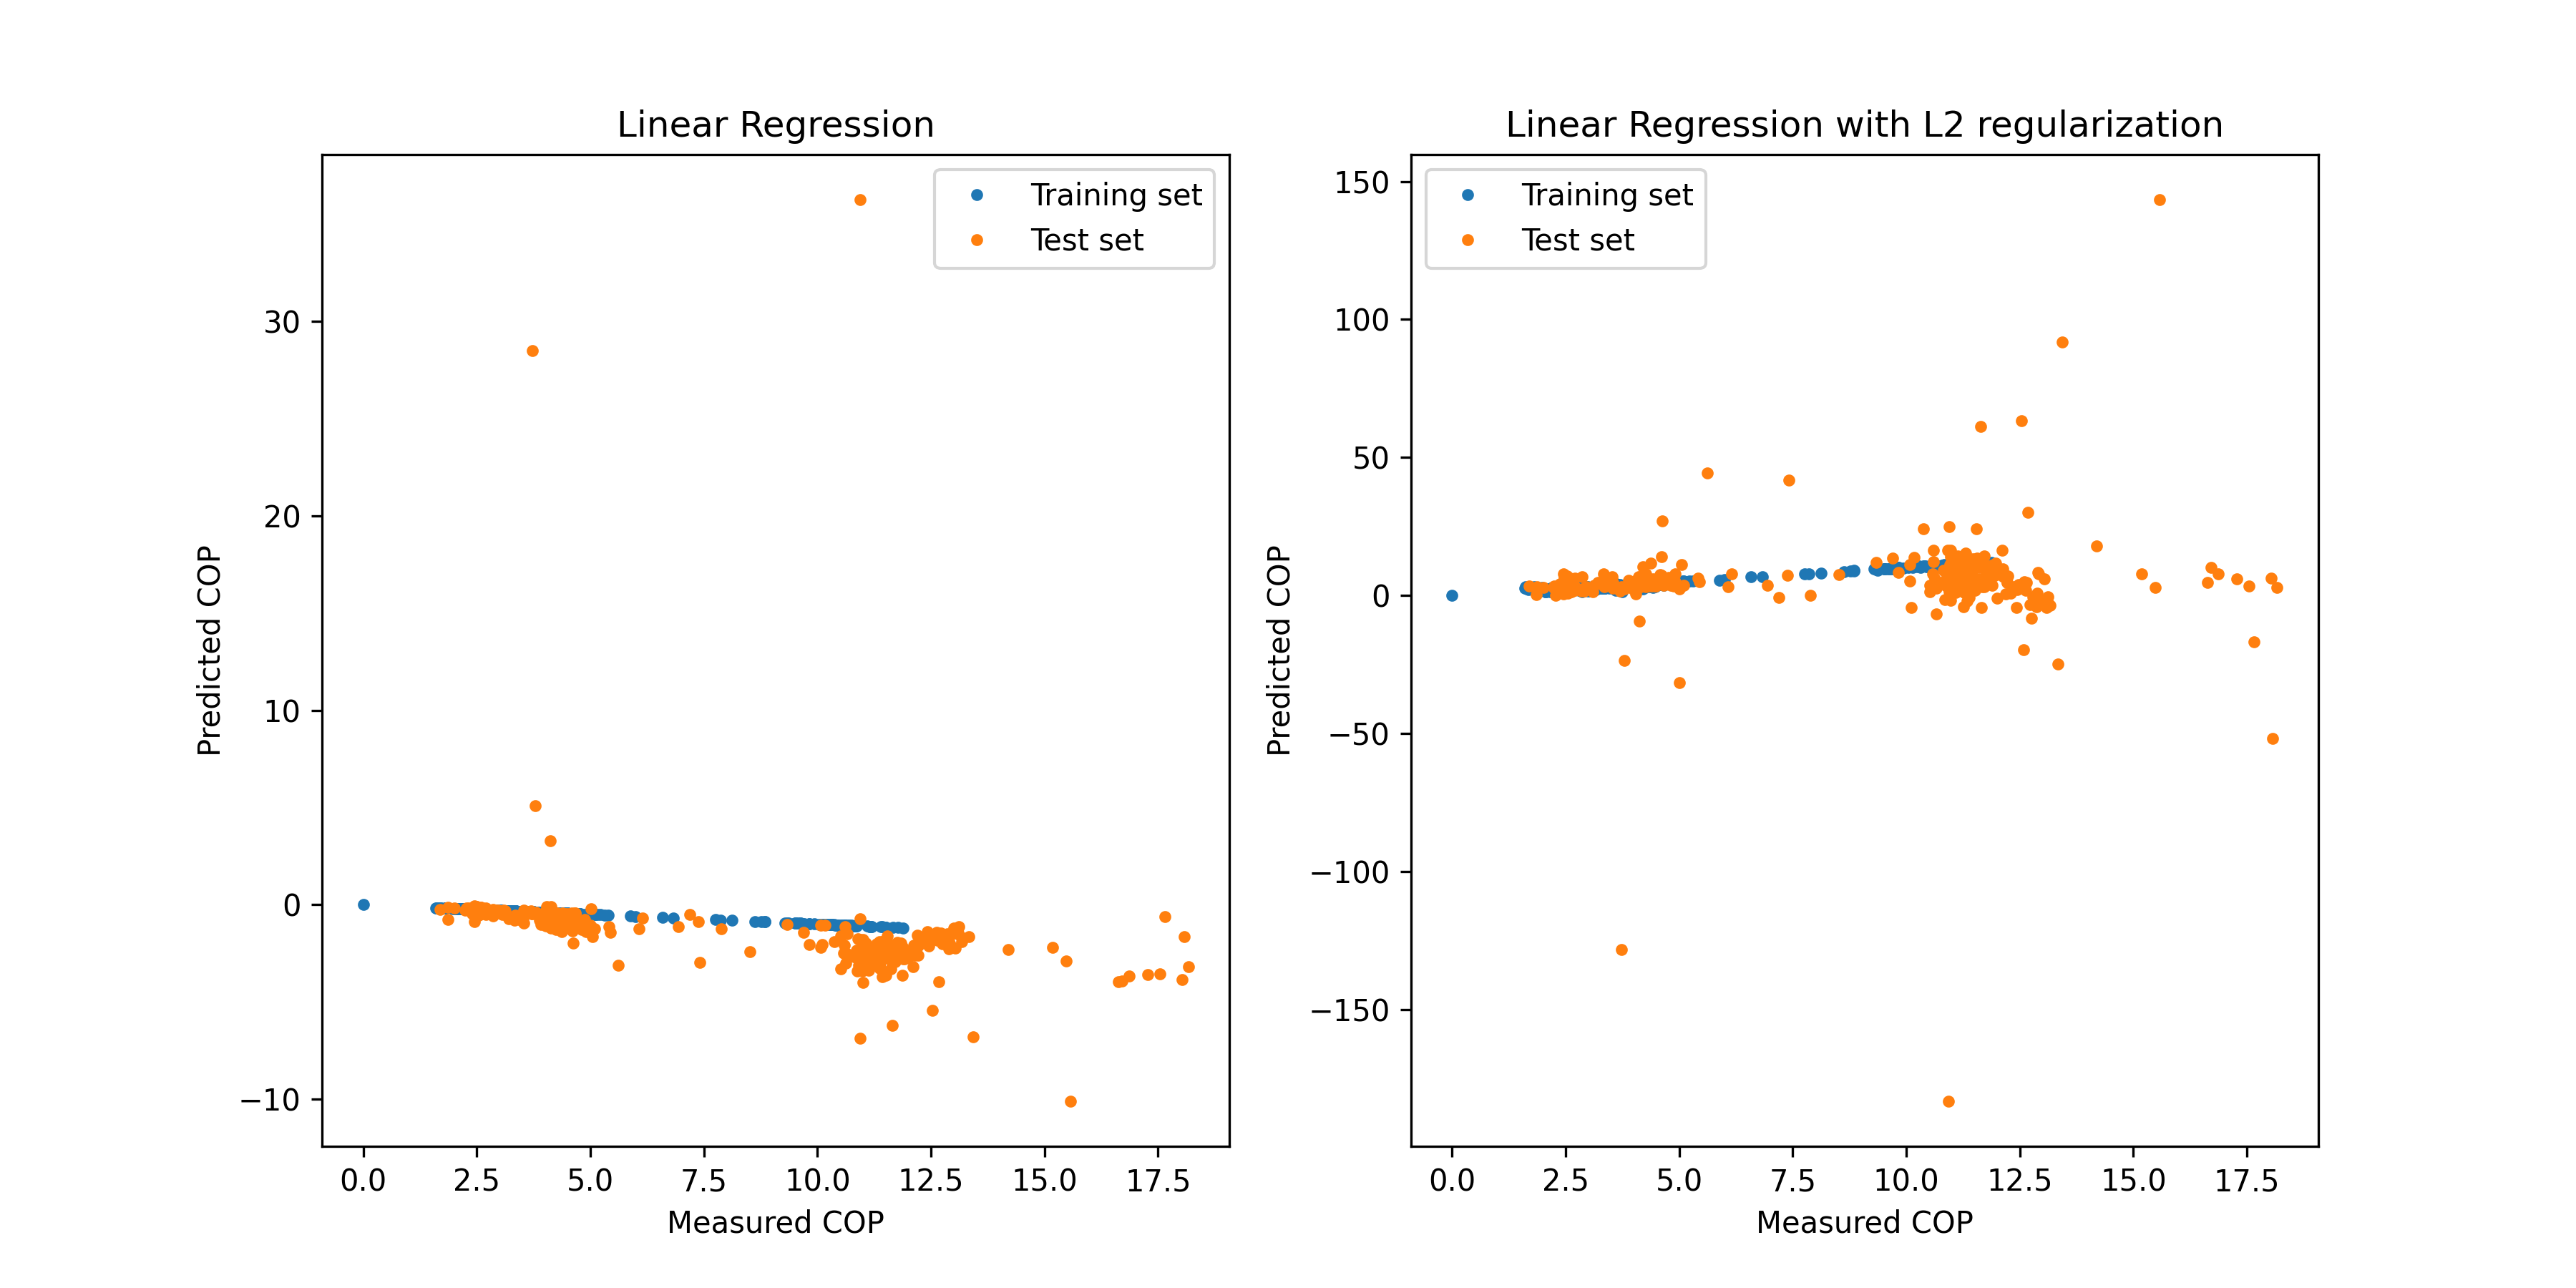 Linear Regression
Training set
Test set
30
20
10
0
−10
Predicted COP
0.0 2.5 5.0 7.5 10.0 12.5 15.0 17.5
Measured COP
Linear Regression with L2 regularization
Training set
Test set
150
100
50
0
−50
−100
−150
Predicted COP
0.0 2.5 5.0 7.5 10.0 12.5 15.0 17.5
Measured COP